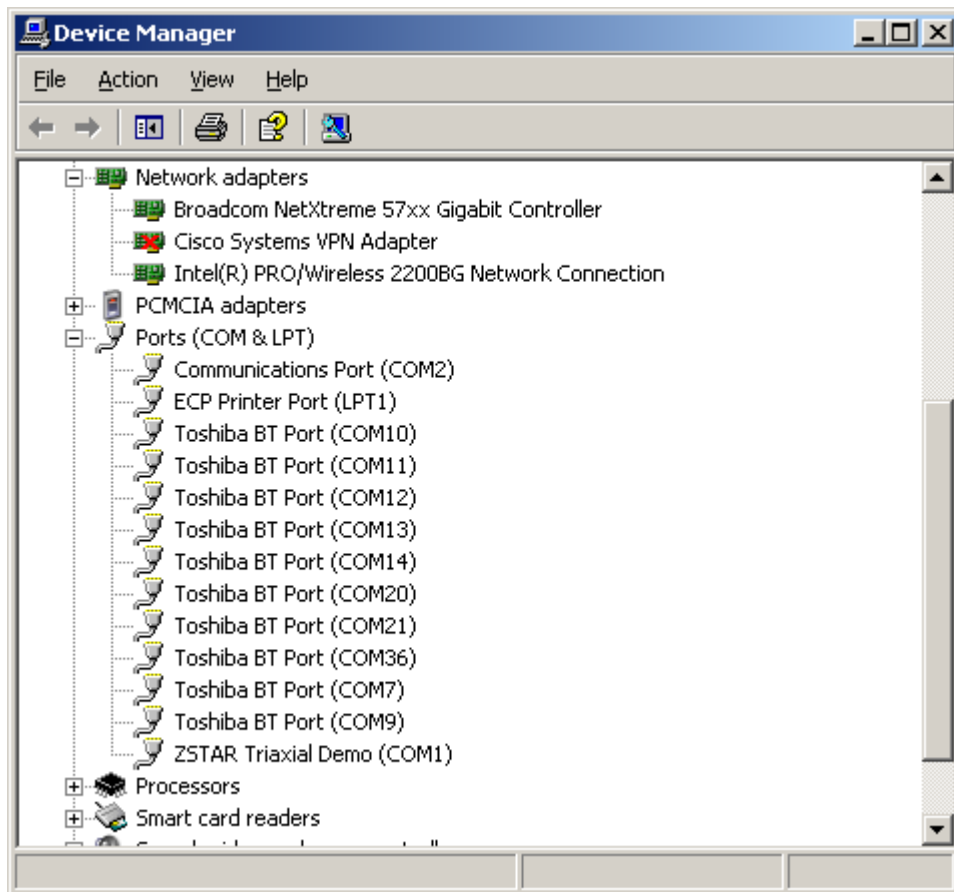 Device Manager
File Action View Help
Network adapters
Broadcom NetXtreme 57xx Gigabit Controller
Cisco Systems VPN Adapter
Intel(R) PRO/Wireless 2200BG Network Connection
PCMCIA adapters
Ports (COM & LPT)
Communications Port (COM2)
ECP Printer Port (LPT1)
Toshiba BT Port (COM10)
Toshiba BT Port (COM11)
Toshiba BT Port (COM12)
Toshiba BT Port (COM13)
Toshiba BT Port (COM14)
Toshiba BT Port (COM20)
Toshiba BT Port (COM21)
Toshiba BT Port (COM36)
Toshiba BT Port (COM7)
Toshiba BT Port (COM9)
ZSTAR Triaxial Demo (COM1)
Processors
Smart card readers